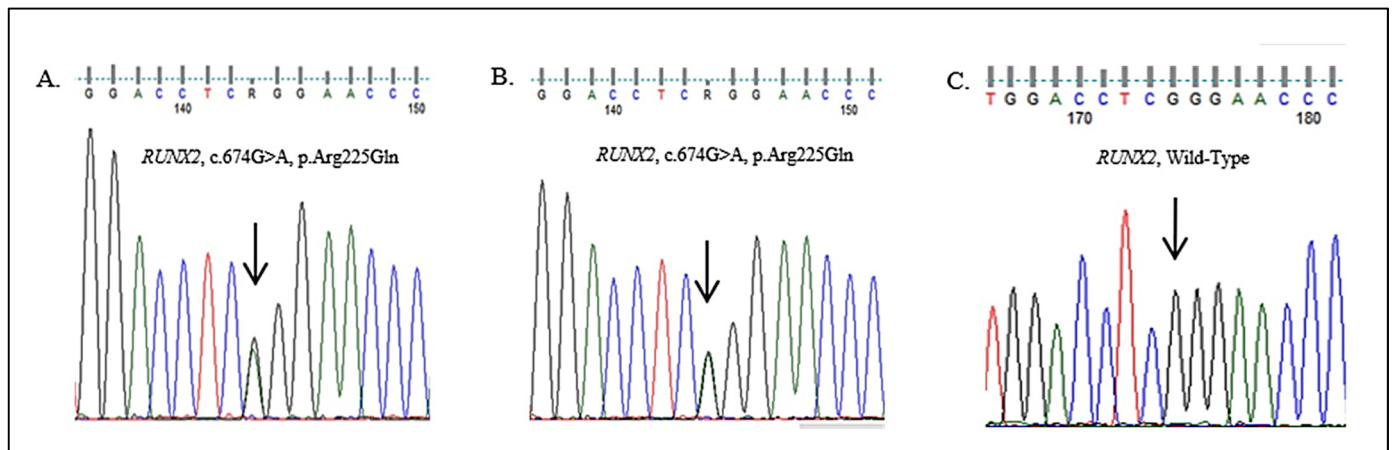 A.
G G A C C T C R G G A A C C C
140 150
RUNX2, c.674G>A, p.Arg225Gln
B.
G G A C C T C R G G A A C C C
140 150
RUNX2, c.674G>A, p.Arg225Gln
C.
T G G A C C T C G G G A A C C C
170 180
RUNX2, Wild-Type